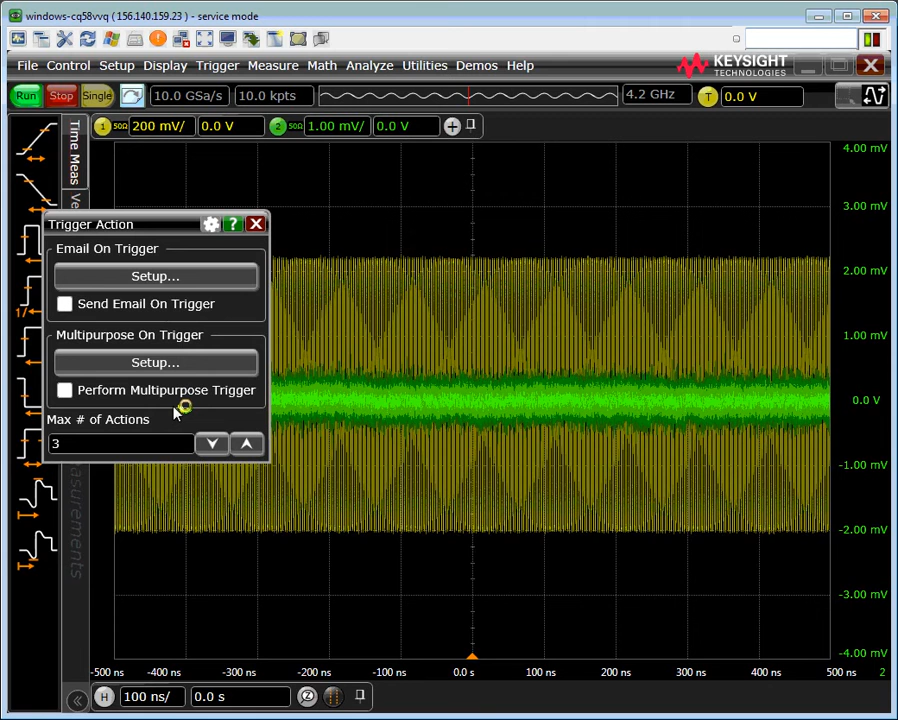 windows-cq58vvq ( 156.140.159.23 ) - service mode
File Control Setup Display Trigger Measure Math Analyze Utilities Demos Help
KEYSIGHT
TECHNOLOGIES
Run Stop Single 10.0 GSa/s 10.0 kpts 4.2 GHz T 0.0 V
1 50Ω 200 mV/ 0.0 V 2 50Ω 1.00 mV/ 0.0 V
Time Meas
Ve
Measurements
1/
Trigger Action
?
Email On Trigger
Setup...
Send Email On Trigger
Multipurpose On Trigger
Setup...
Perform Multipurpose Trigger
Max # of Actions
3
4.00 mV
3.00 mV
2.00 mV
1.00 mV
0.0 V
-1.00 mV
-2.00 mV
-3.00 mV
-4.00 mV
-500 ns -400 ns -300 ns -200 ns -100 ns 0.0 s 100 ns 200 ns 300 ns 400 ns 500 ns 2
H 100 ns/ 0.0 s Z